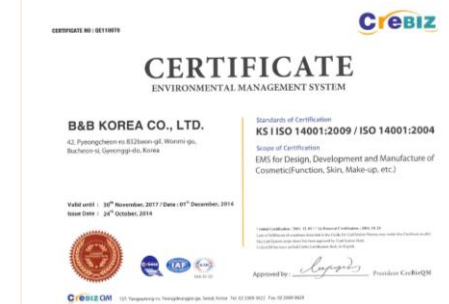 CreBIZ
CERTIFICATE NO : QE110070
CERTIFICATE
ENVIRONMENTAL MANAGEMENT SYSTEM
B&B KOREA CO., LTD.
42, Pyeongcheon-ro 832beon-gil, Wonmi-gu,
Bucheon-si, Gyeonggi-do, Korea
Standards of Certification
KS I ISO 14001:2009 / ISO 14001:2004
Scope of Certification
EMS for Design, Development and Manufacture of
Cosmetic(Function, Skin, Make-up, etc.)
Valid until : 30th November, 2017 / Date : 01st December, 2014
Issue Date : 24th October, 2014
IAF
Approved by : President CreBizQM
CreBIZ QM